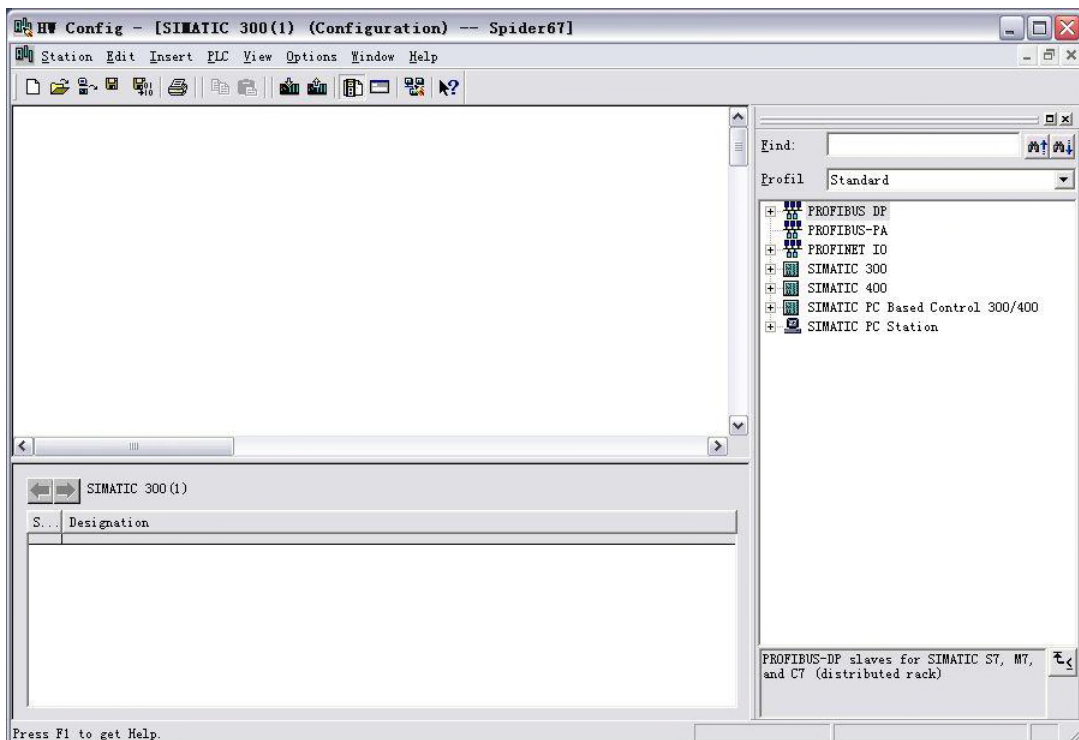 HW Config - [SIMATIC 300(1) (Configuration) -- Spider67]
Station Edit Insert PLC View Options Window Help
Find:
Profil Standard
PROFIBUS DP
PROFIBUS-PA
PROFINET IO
SIMATIC 300
SIMATIC 400
SIMATIC PC Based Control 300/400
SIMATIC PC Station
SIMATIC 300(1)
S... Designation
PROFIBUS-DP slaves for SIMATIC S7, M7,
and C7 (distributed rack)
Press F1 to get Help.